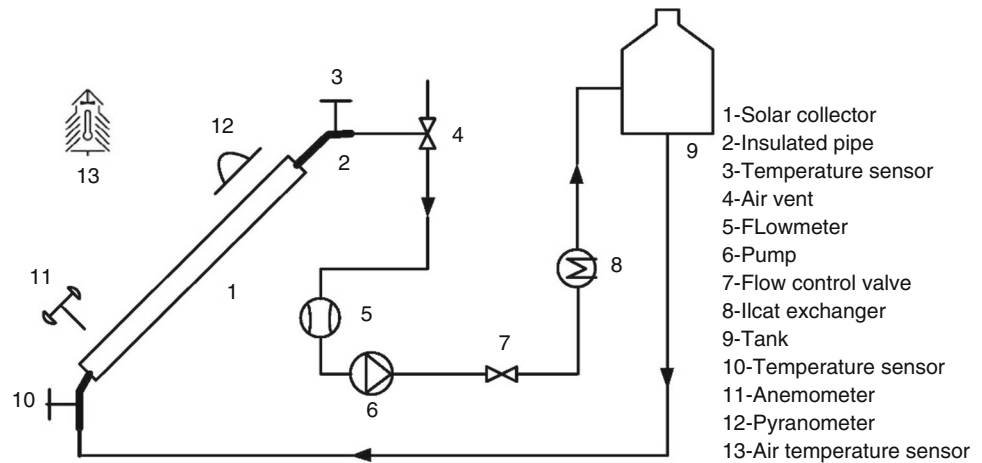 3
12
4
2
13
9
1-Solar collector
2-Insulated pipe
3-Temperature sensor
4-Air vent
5-FLowmeter
6-Pump
7-Flow control valve
8-Ilcat exchanger
9-Tank
10-Temperature sensor
11-Anemometer
12-Pyranometer
13-Air temperature sensor
11
1
8
5
7
10
6